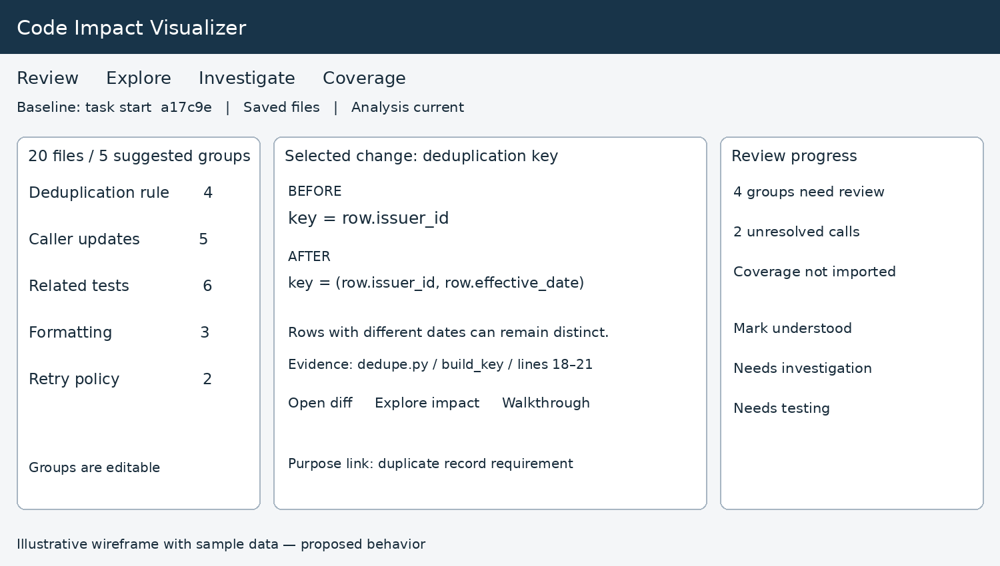 Code Impact Visualizer
Review Explore Investigate Coverage
Baseline: task start a17c9e | Saved files | Analysis current
20 files / 5 suggested groups
Deduplication rule 4
Caller updates 5
Related tests 6
Formatting 3
Retry policy 2
Groups are editable
Selected change: deduplication key
BEFORE
key = row.issuer_id
AFTER
key = (row.issuer_id, row.effective_date)
Rows with different dates can remain distinct.
Evidence: dedupe.py / build_key / lines 18–21
Open diff Explore impact Walkthrough
Purpose link: duplicate record requirement
Review progress
4 groups need review
2 unresolved calls
Coverage not imported
Mark understood
Needs investigation
Needs testing
Illustrative wireframe with sample data — proposed behavior